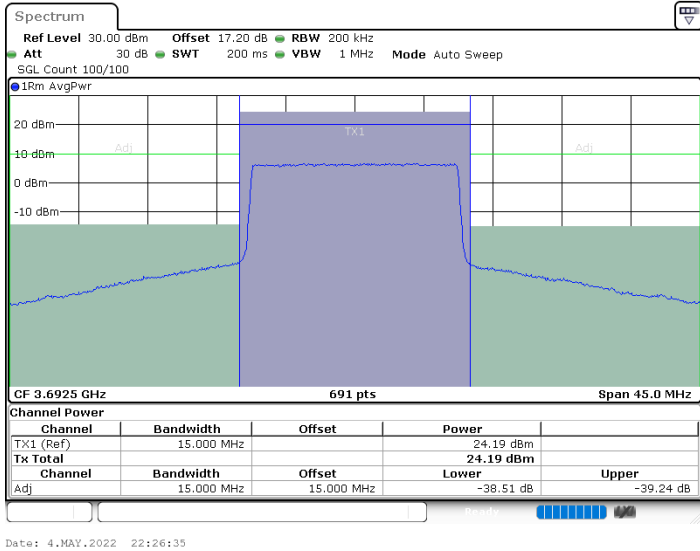 Spectrum
Ref Level 30.00 dBm Offset 17.20 dB RBW 200 kHz
Att 30 dB SWT 200 ms VBW 1 MHz Mode Auto Sweep
SGL Count 100/100
1Rm AvgPwr
20 dBm
TX1
Adj Adj
10 dBm
0 dBm
-10 dBm
CF 3.6925 GHz 691 pts Span 45.0 MHz
Channel Power
Channel Bandwidth Offset Power
TX1 (Ref) 15.000 MHz 24.19 dBm
Tx Total 24.19 dBm
Channel Bandwidth Offset Lower Upper
Adj 15.000 MHz 15.000 MHz -38.51 dB -39.24 dB
Ready
Date: 4.MAY.2022 22:26:35